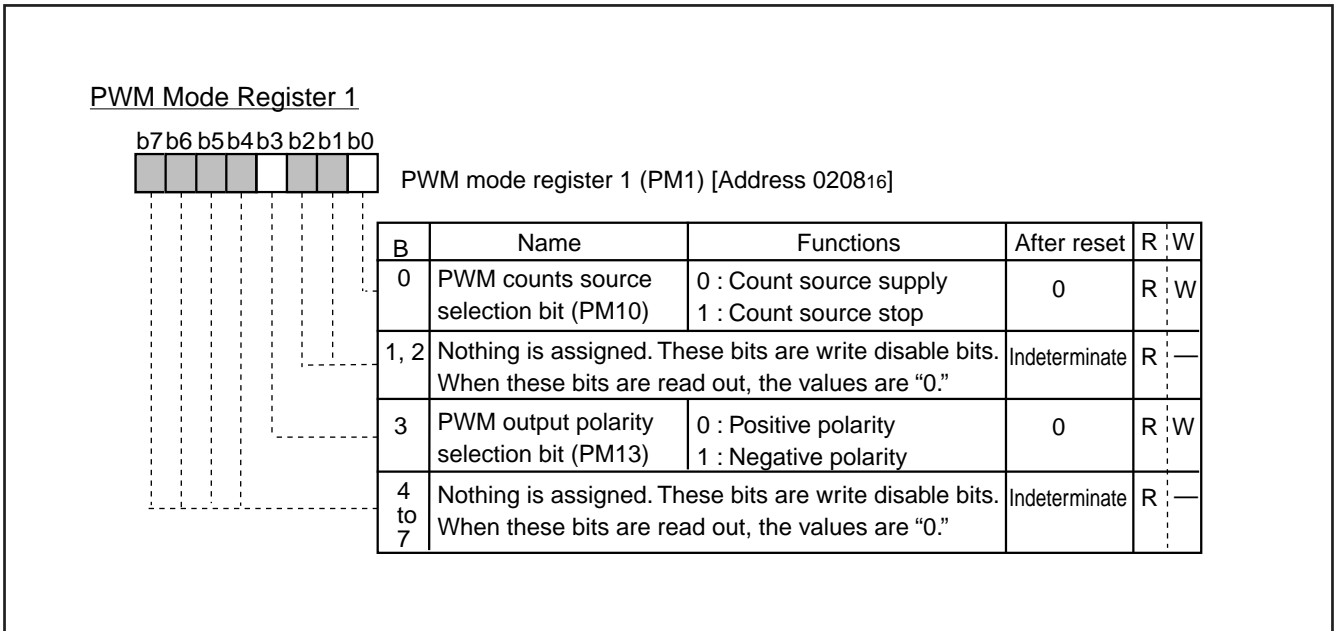 PWM Mode Register 1
b7 b6 b5 b4 b3 b2 b1 b0
PWM mode register 1 (PM1) [Address 020816]
B Name Functions After reset R W
0 PWM counts source selection bit (PM10) 0 : Count source supply 1 : Count source stop 0 R W
1, 2 Nothing is assigned. These bits are write disable bits. When these bits are read out, the values are “0.” Indeterminate R —
3 PWM output polarity selection bit (PM13) 0 : Positive polarity 1 : Negative polarity 0 R W
4 to 7 Nothing is assigned. These bits are write disable bits. When these bits are read out, the values are “0.” Indeterminate R —